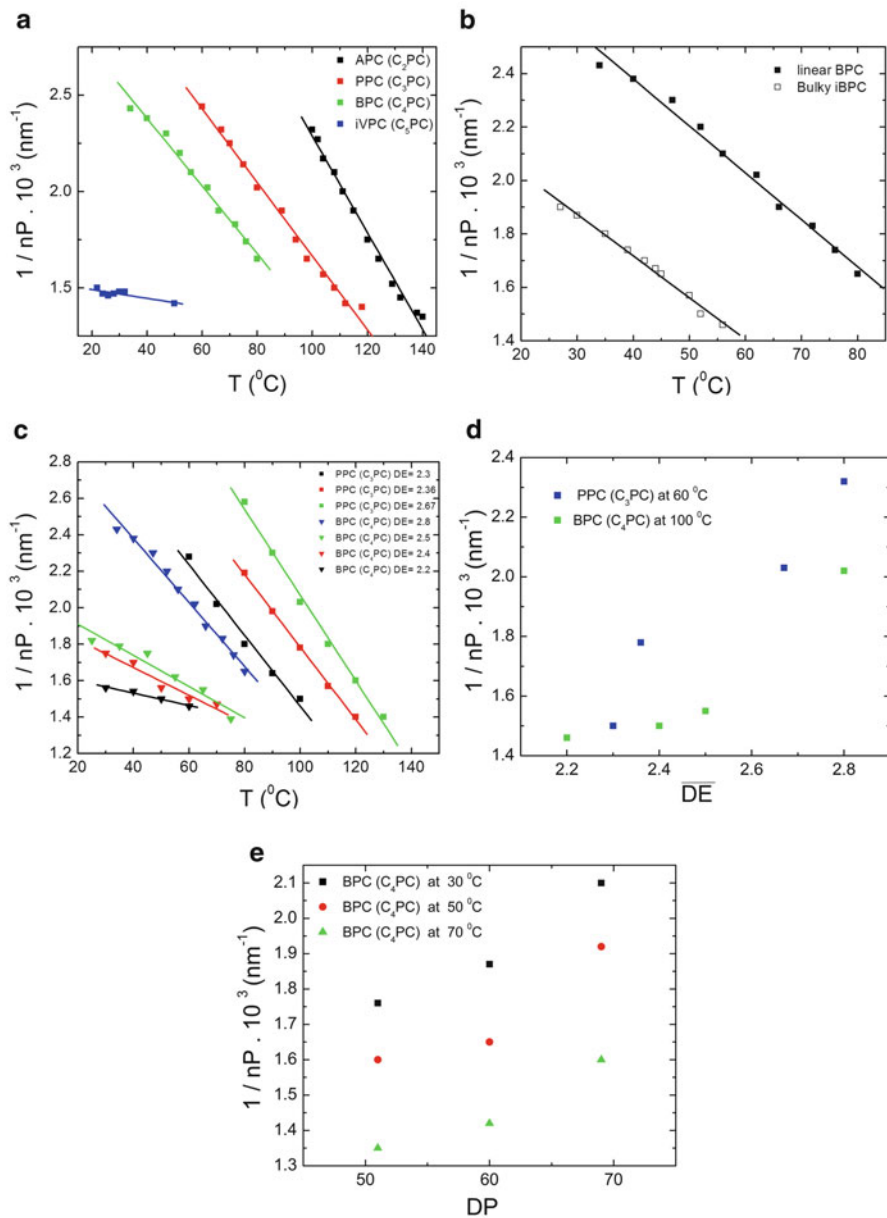 a
APC (C₂PC)
PPC (C₃PC)
BPC (C₄PC)
iVPC (C₅PC)
2.5
2.0
1.5
1 / nP . 10 ³ (nm⁻¹)
20 40 60 80 100 120 140
T (⁰C)
b
linear BPC
Bulky iBPC
2.4
2.2
2.0
1.8
1.6
1.4
1 / nP . 10 ³ (nm⁻¹)
20 30 40 50 60 70 80
T (⁰C)
c
PPC (C₃PC) DE= 2.3
PPC (C₃PC) DE= 2.36
PPC (C₃PC) DE= 2.67
BPC (C₄PC) DE= 2.8
BPC (C₄PC) DE= 2.5
BPC (C₄PC) DE= 2.4
BPC (C₄PC) DE= 2.2
2.8
2.6
2.4
2.2
2.0
1.8
1.6
1.4
1.2
1 / nP . 10 ³ (nm⁻¹)
20 40 60 80 100 120 140
T (⁰C)
d
PPC (C₃PC) at 60 ⁰C
BPC (C₄PC) at 100 ⁰C
2.4
2.3
2.2
2.1
2.0
1.9
1.8
1.7
1.6
1.5
1.4
1 / nP . 10 ³ (nm⁻¹)
2.2 2.4 2.6 2.8
DE
e
BPC (C₄PC) at 30 ⁰C
BPC (C₄PC) at 50 ⁰C
BPC (C₄PC) at 70 ⁰C
2.1
2.0
1.9
1.8
1.7
1.6
1.5
1.4
1.3
1 / nP . 10 ³ (nm⁻¹)
50 60 70
DP